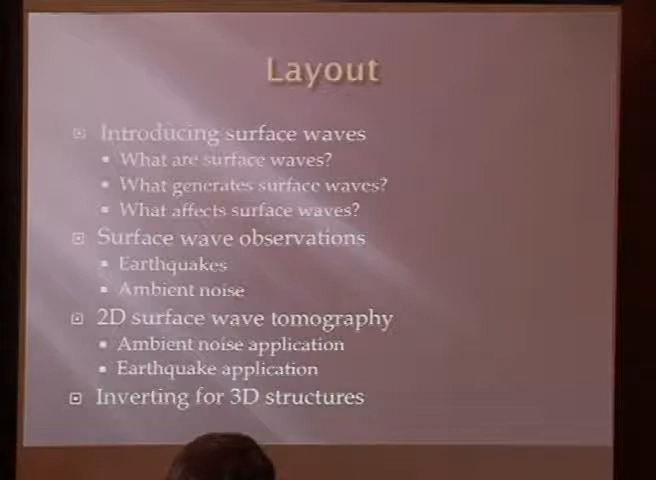 Layout
Introducing surface waves
What are surface waves?
What generates surface waves?
What affects surface waves?
Surface wave observations
Earthquakes
Ambient noise
2D surface wave tomography
Ambient noise application
Earthquake application
Inverting for 3D structures